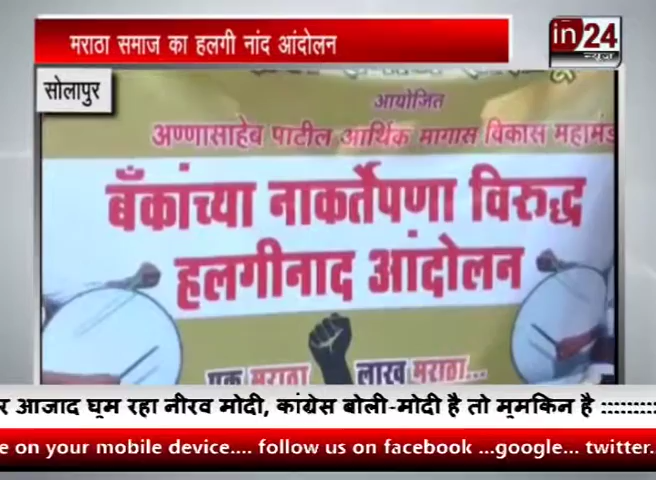 मराठा समाज का हलगी नांद आंदोलन
in24
न्यूज़
सोलापुर
आयोजित
अण्णासाहेब पाटील आर्थिक मागास विकास महामंड
बँकांच्या नाकर्तेपणा विरुद्ध
हलगीनाद आंदोलन
एक मराठा लाख मराठा...
र आजाद घूम रहा नीरव मोदी, कांग्रेस बोली-मोदी है तो मुमकिन है :::::::::
e on your mobile device.... follow us on facebook ...google... twitter..